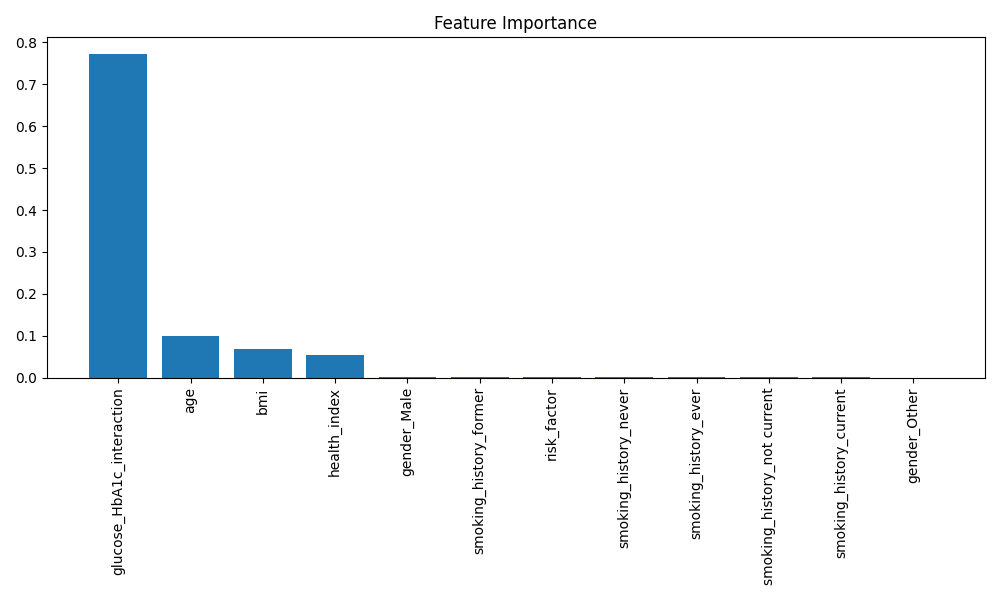 Feature Importance
0.8
0.7
0.6
0.5
0.4
0.3
0.2
0.1
0.0
glucose_HbA1c_interaction
age
bmi
health_index
gender_Male
smoking_history_former
risk_factor
smoking_history_never
smoking_history_ever
smoking_history_not current
smoking_history_current
gender_Other